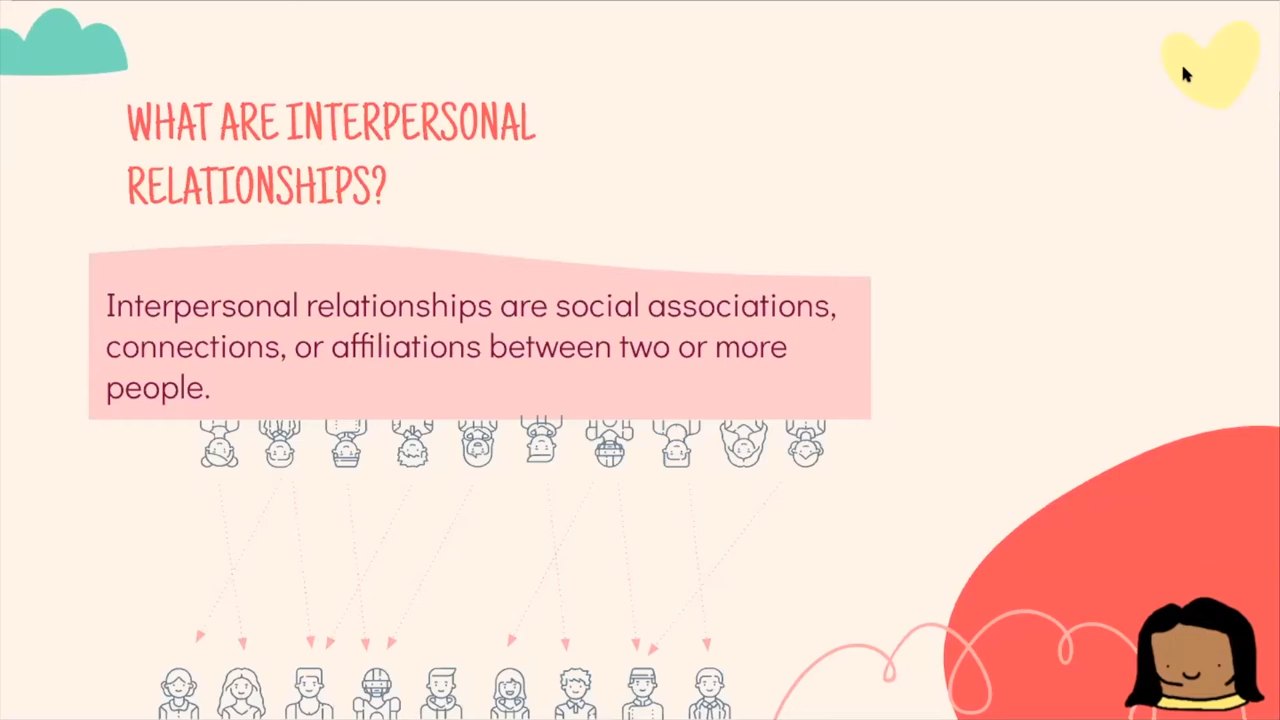 WHAT ARE INTERPERSONAL
RELATIONSHIPS?
Interpersonal relationships are social associations,
connections, or affiliations between two or more
people.